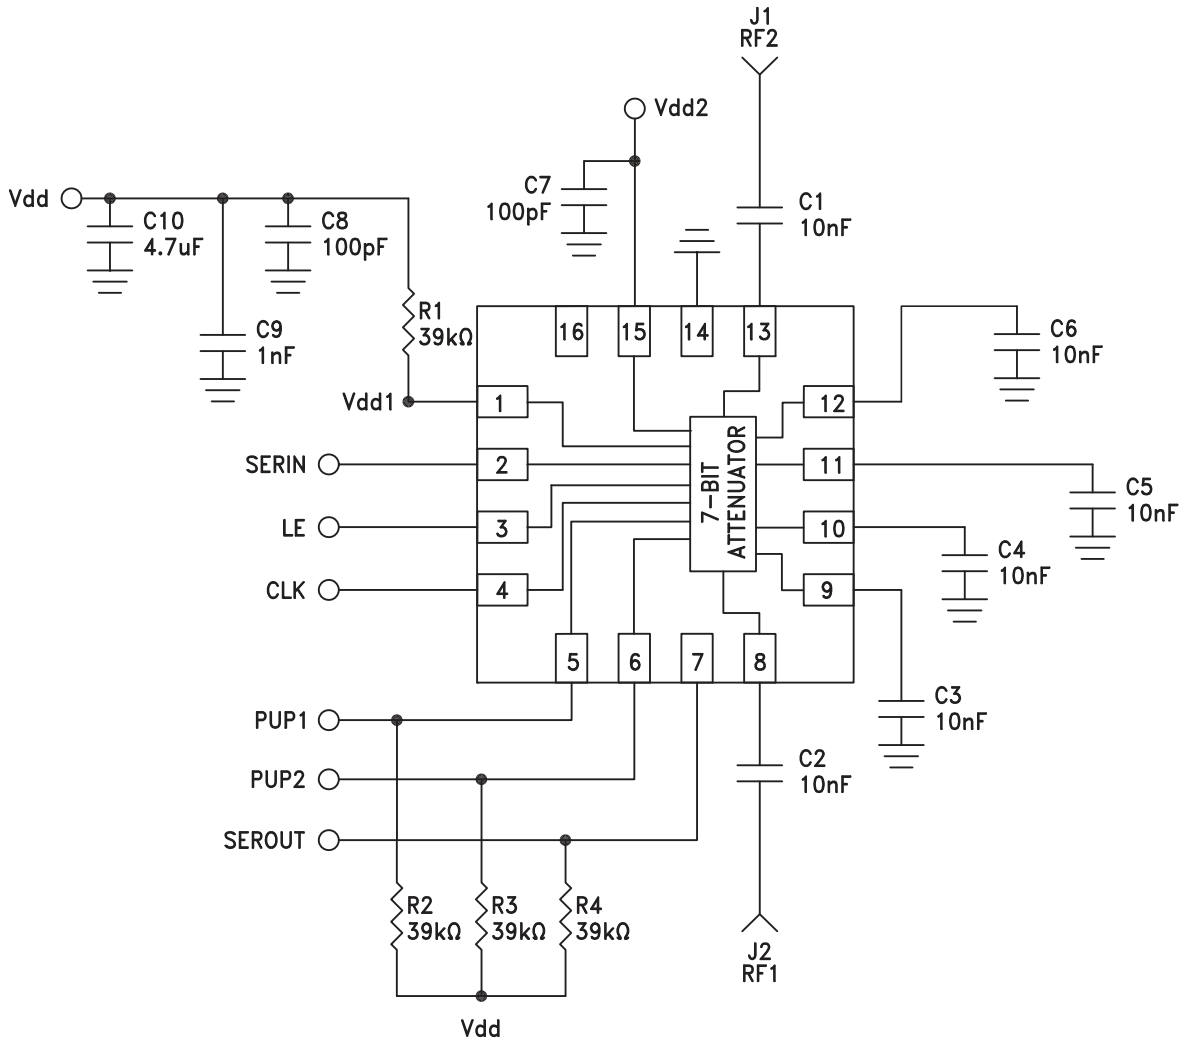 J1
RF2
Vdd2
Vdd
C10
4.7uF
C8
100pF
C7
100pF
C1
10nF
C9
1nF
R1
39kΩ
Vdd1
16
15
14
13
C6
10nF
1
12
SERIN
2
11
C5
10nF
7-BIT
ATTENUATOR
LE
3
10
C4
10nF
CLK
4
9
5
6
7
8
C3
10nF
PUP1
PUP2
C2
10nF
SEROUT
R2
39kΩ
R3
39kΩ
R4
39kΩ
J2
RF1
Vdd